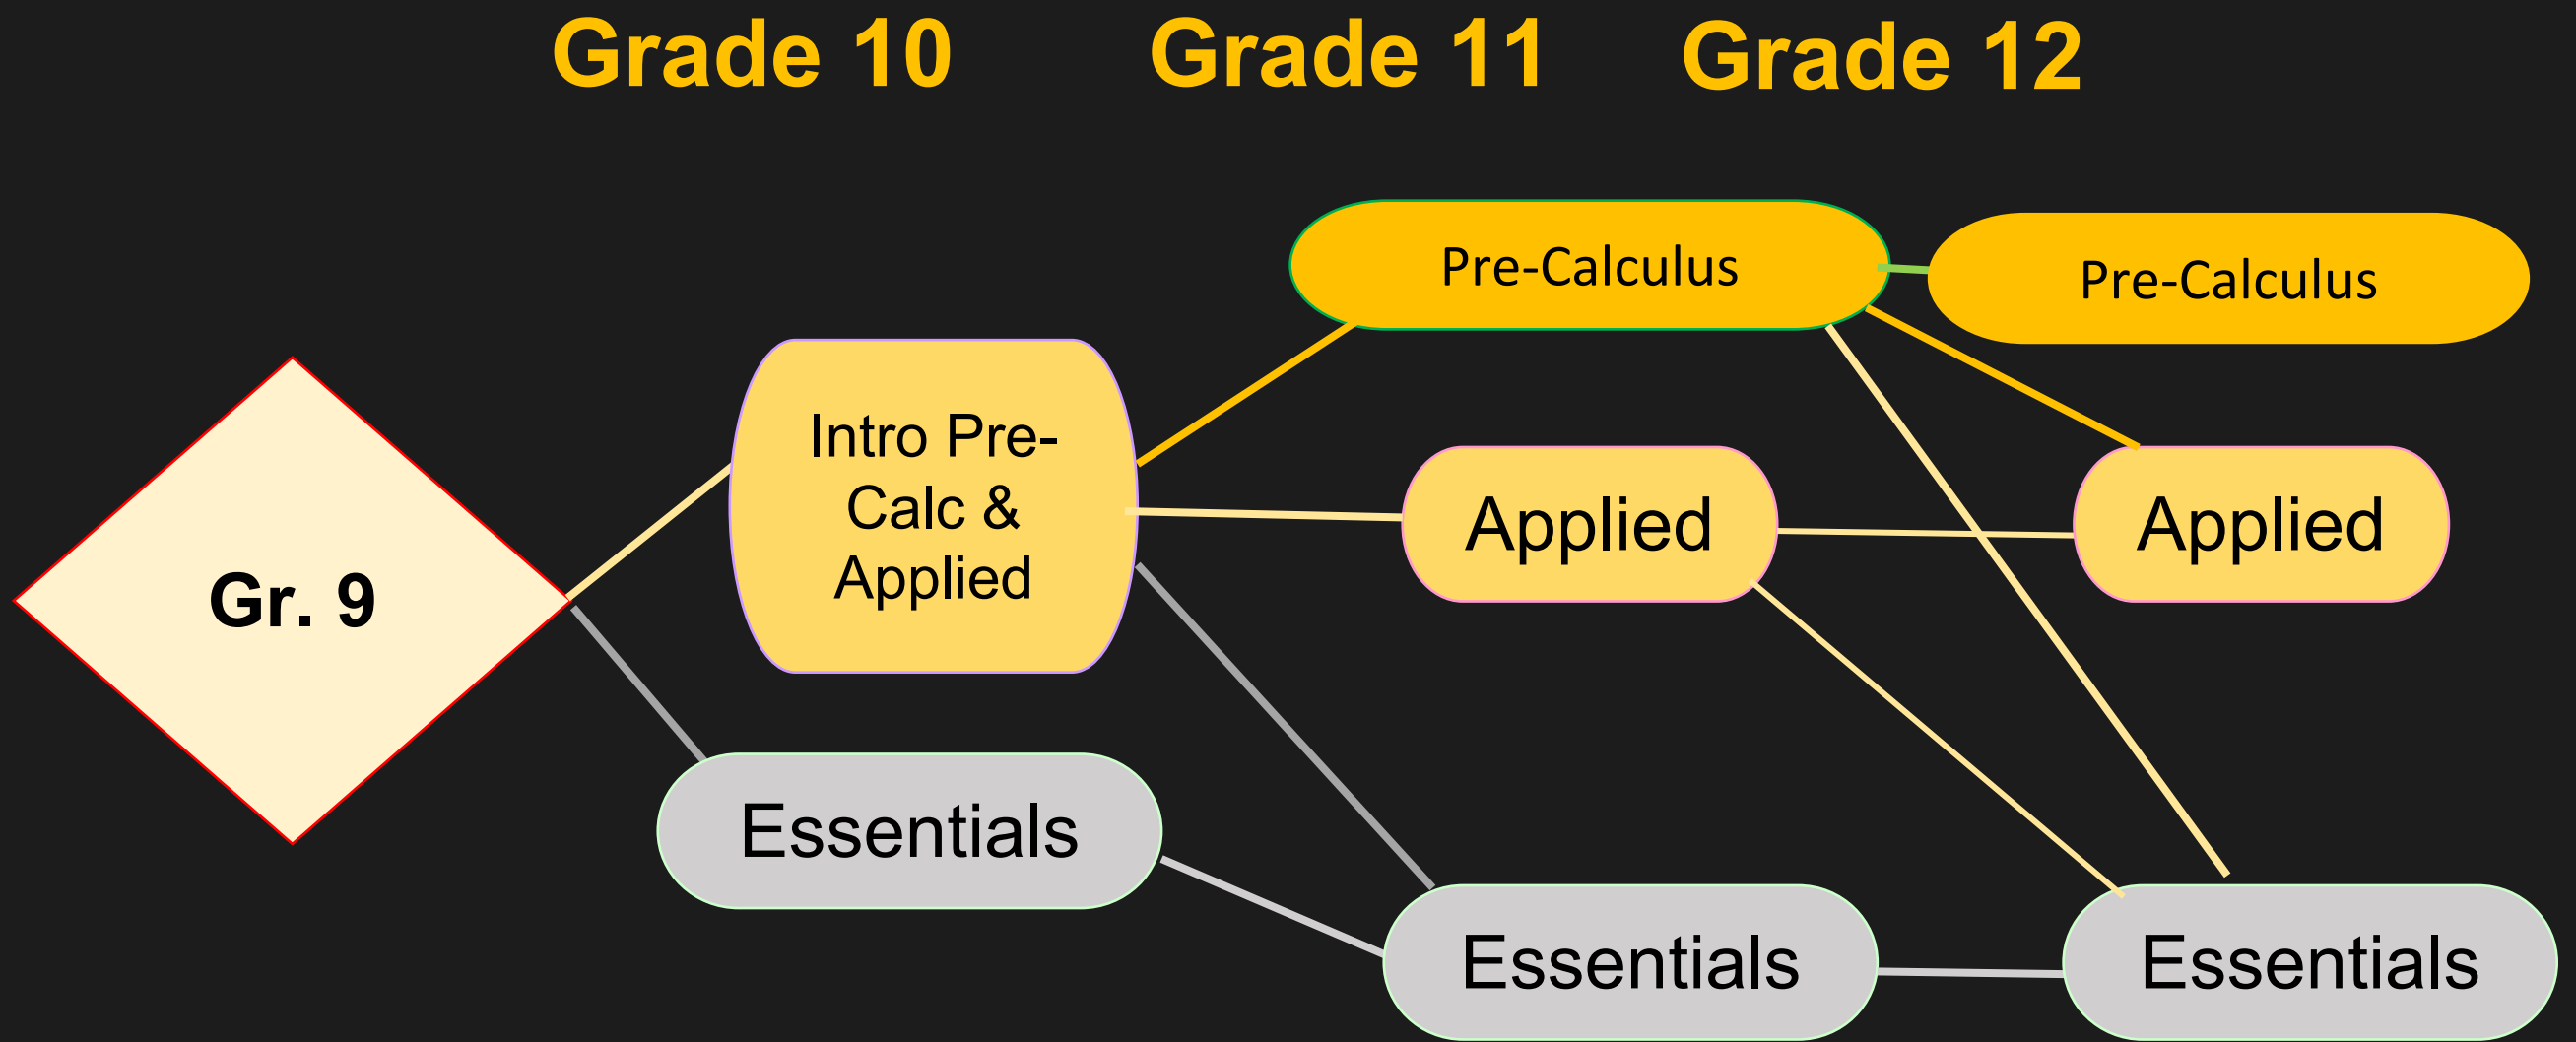 Grade 10
Grade 11
Grade 12
Pre-Calculus
Pre-Calculus
Intro Pre-
Calc &
Applied
Applied
Applied
Gr. 9
Essentials
Essentials
Essentials